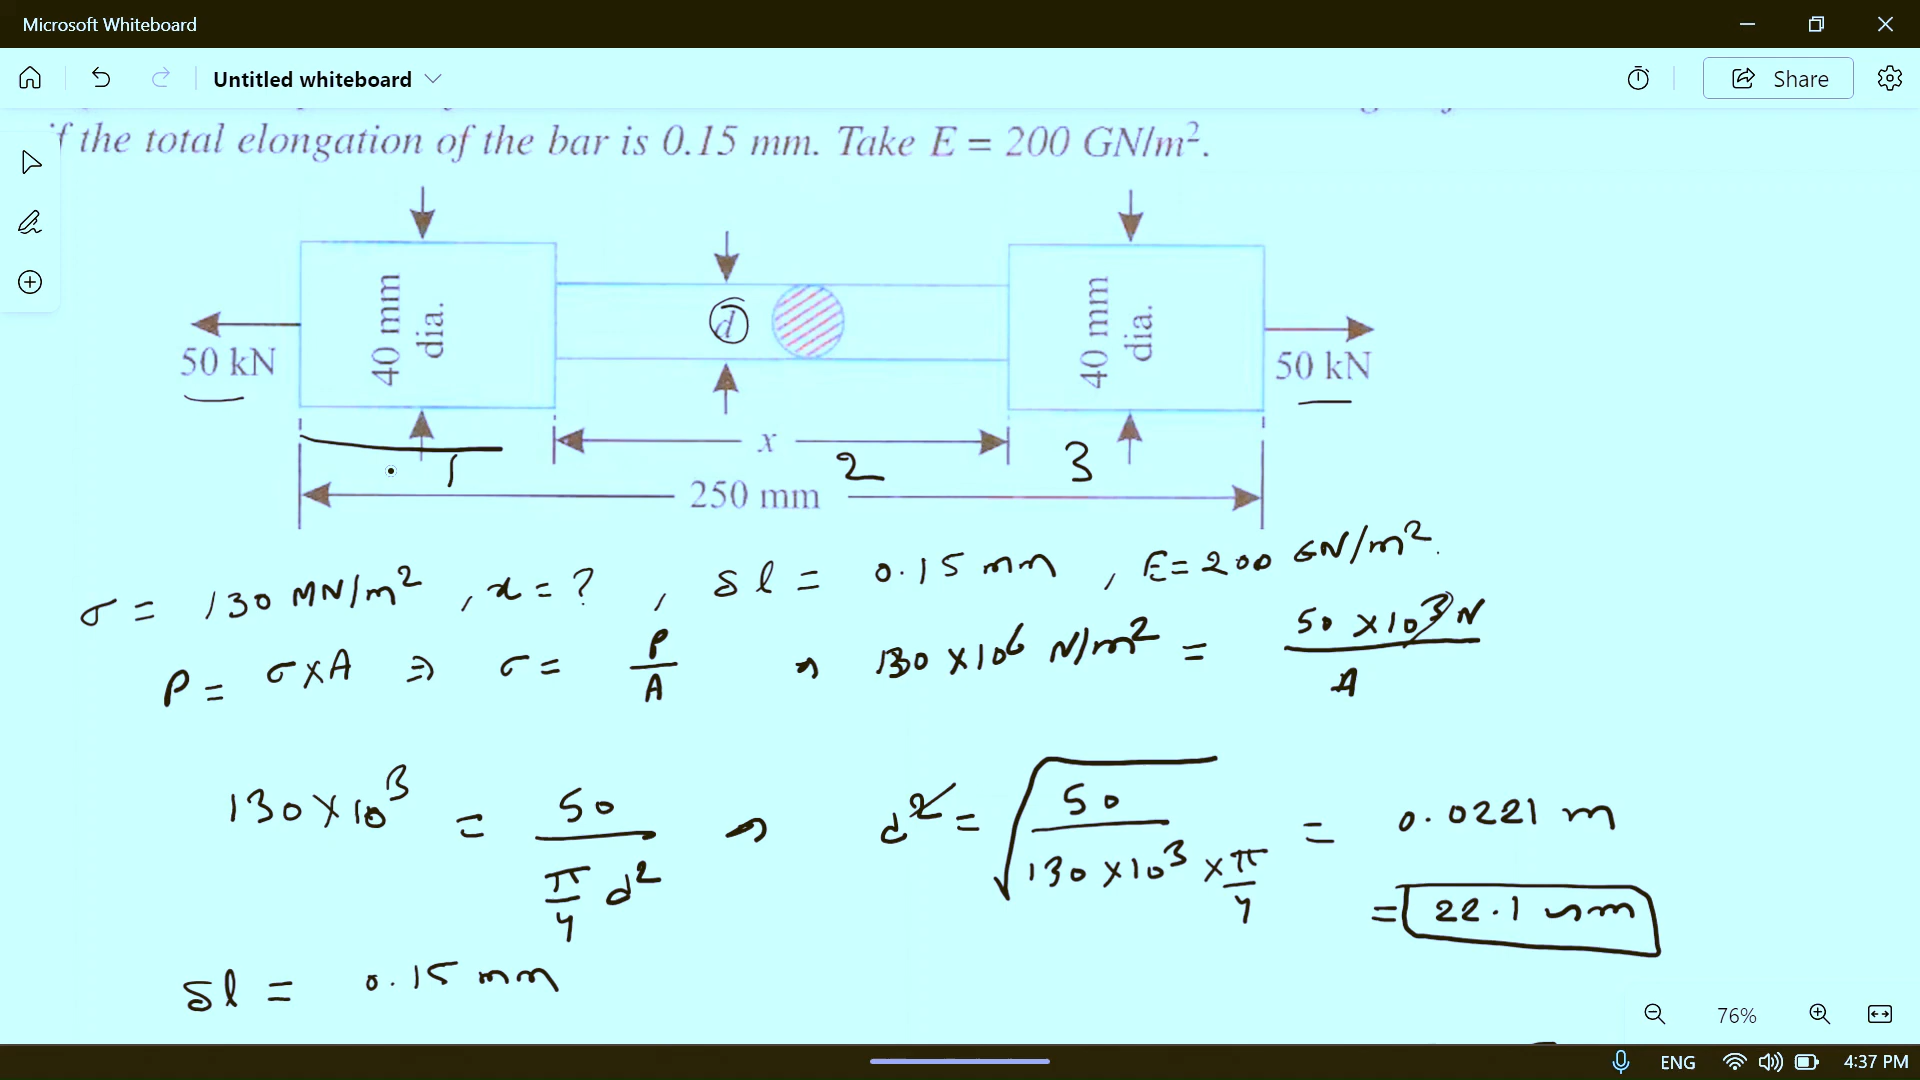 Microsoft Whiteboard
Untitled whiteboard
Share
if the total elongation of the bar is 0.15 mm. Take E = 200 GN/m².
40 mm dia.
d
40 mm dia.
50 kN
50 kN
x
1
2
3
250 mm
σ = 130 MN/m² , x = ? , δl = 0.15 mm , E = 200 GN/m².
P = σ×A ⇒ σ = P/A ⇒ 130 ×10⁶ N/m² = 50 ×10³ N / A
130×10³ = 50 / (π/4 d²) ⇒ d² = √(50 / (130×10³ × π/4)) = 0.0221 m
= 22.1 mm
δl = 0.15 mm
76%
ENG
4:37 PM